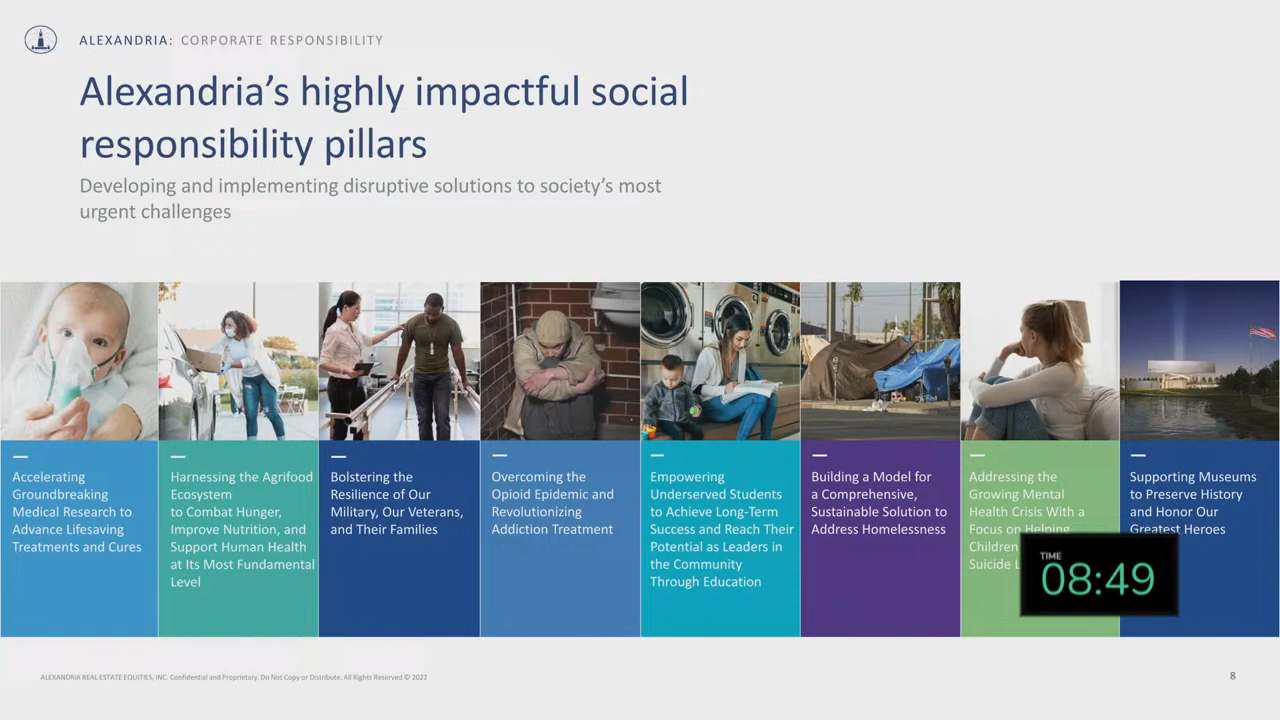 ALEXANDRIA: CORPORATE RESPONSIBILITY
Alexandria’s highly impactful social
responsibility pillars
Developing and implementing disruptive solutions to society’s most
urgent challenges
Accelerating
Groundbreaking
Medical Research to
Advance Lifesaving
Treatments and Cures
Harnessing the Agrifood
Ecosystem
to Combat Hunger,
Improve Nutrition, and
Support Human Health
at Its Most Fundamental
Level
Bolstering the
Resilience of Our
Military, Our Veterans,
and Their Families
Overcoming the
Opioid Epidemic and
Revolutionizing
Addiction Treatment
Empowering
Underserved Students
to Achieve Long-Term
Success and Reach Their
Potential as Leaders in
the Community
Through Education
Building a Model for
a Comprehensive,
Sustainable Solution to
Address Homelessness
Addressing the
Growing Mental
Health Crisis With a
Focus on Helping
Children
Suicide
Supporting Museums
to Preserve History
and Honor Our
Greatest Heroes
TIME
08:49
ALEXANDRIA REAL ESTATE EQUITIES, INC. Confidential and Proprietary. Do Not Copy or Distribute. All Rights Reserved © 2022
8